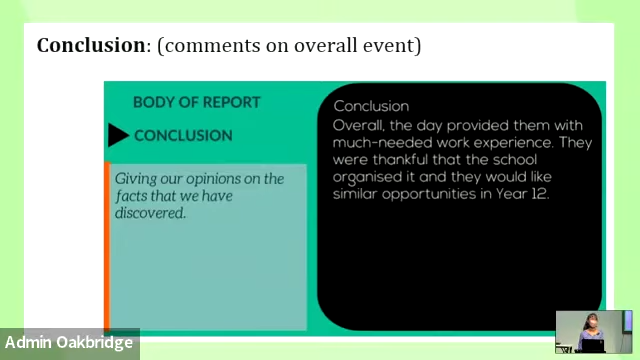 Conclusion: (comments on overall event)
BODY OF REPORT
CONCLUSION
Giving our opinions on the
facts that we have
discovered.
Conclusion
Overall, the day provided them with
much-needed work experience. They
were thankful that the school
organised it and they would like
similar opportunities in Year 12.
Admin Oakbridge